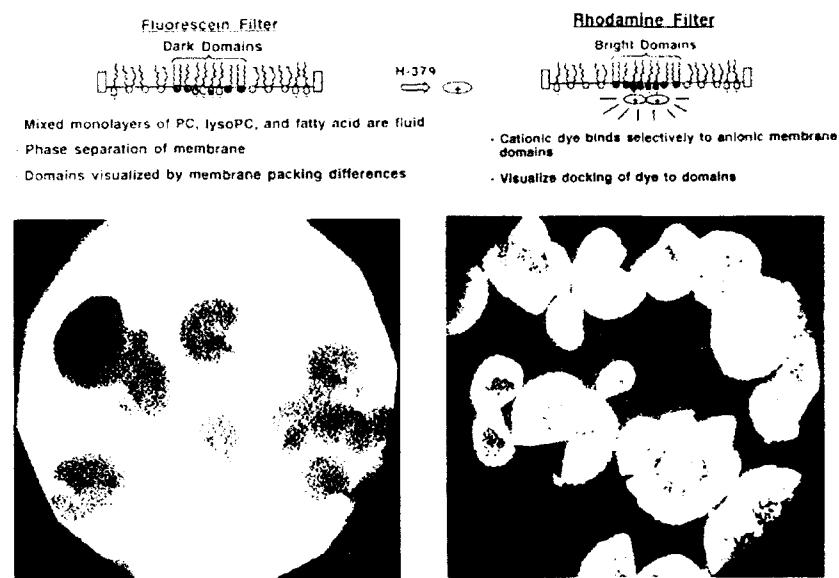 Fluorescein Filter
Dark Domains
Mixed monolayers of PC, lysoPC, and fatty acid are fluid
· Phase separation of membrane
· Domains visualized by membrane packing differences
H-379
+
Rhodamine Filter
Bright Domains
+ +
· Cationic dye binds selectively to anionic membrane
domains
· Visualize docking of dye to domains